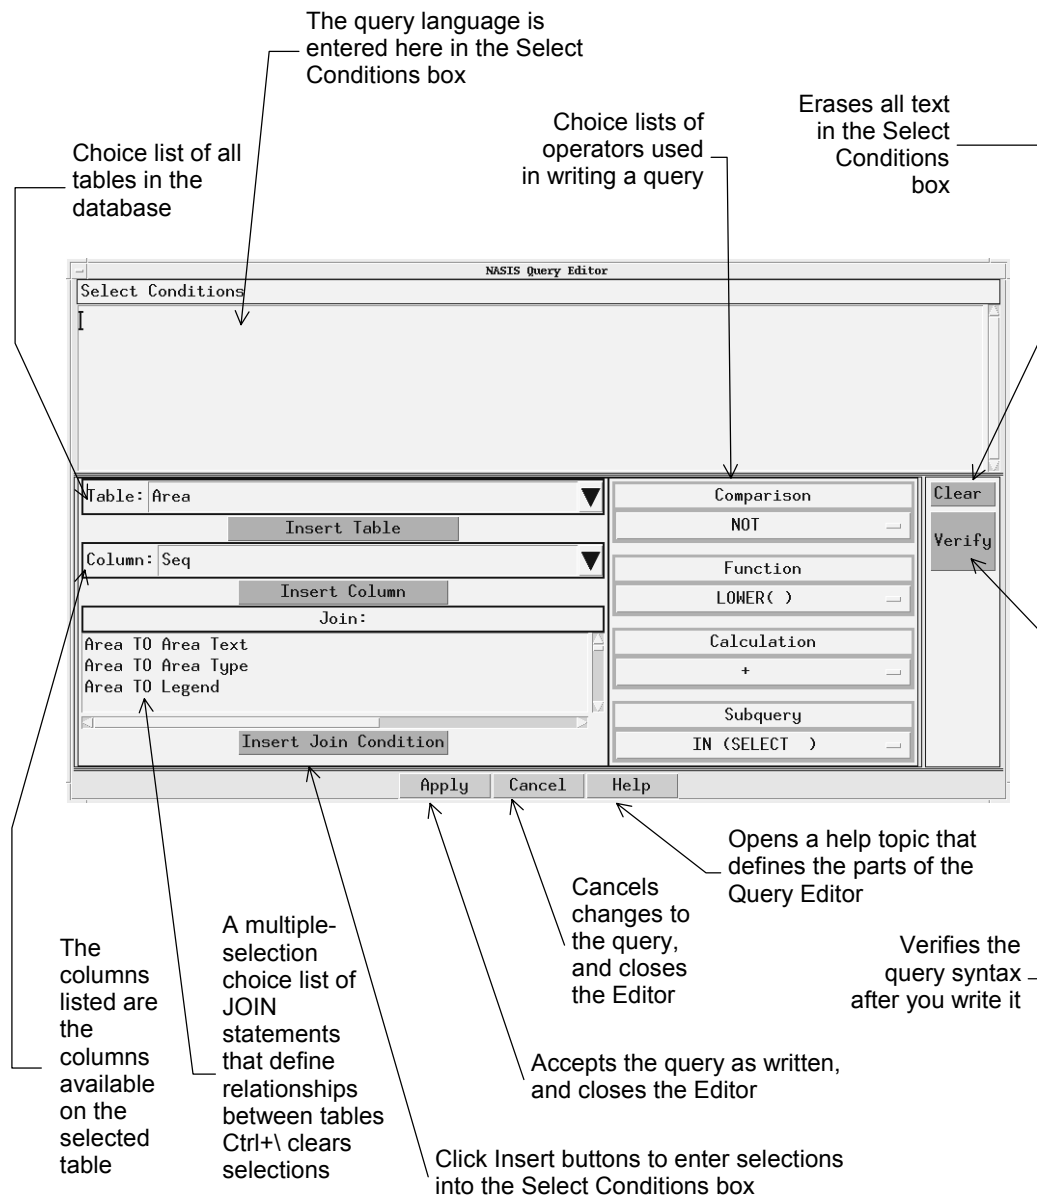 The query language is
entered here in the Select
Conditions box
Erases all text
in the Select
Conditions
box
Choice lists of
operators used
in writing a query
Choice list of all
tables in the
database
NASIS Query Editor
Select Conditions
Table: Area
Insert Table
Column: Seq
Insert Column
Join:
Area TO Area Text
Area TO Area Type
Area TO Legend
Insert Join Condition
Comparison
NOT
Function
LOWER( )
Calculation
+
Subquery
IN (SELECT  )
Clear
Verify
Apply
Cancel
Help
Opens a help topic that
defines the parts of the
Query Editor
Cancels
changes to
the query,
and closes
the Editor
Verifies the
query syntax
after you write it
The
columns
listed are
the
columns
available
on the
selected
table
A multiple-
selection
choice list of
JOIN
statements
that define
relationships
between tables
Ctrl+\ clears
selections
Accepts the query as written,
and closes the Editor
Click Insert buttons to enter selections
into the Select Conditions box